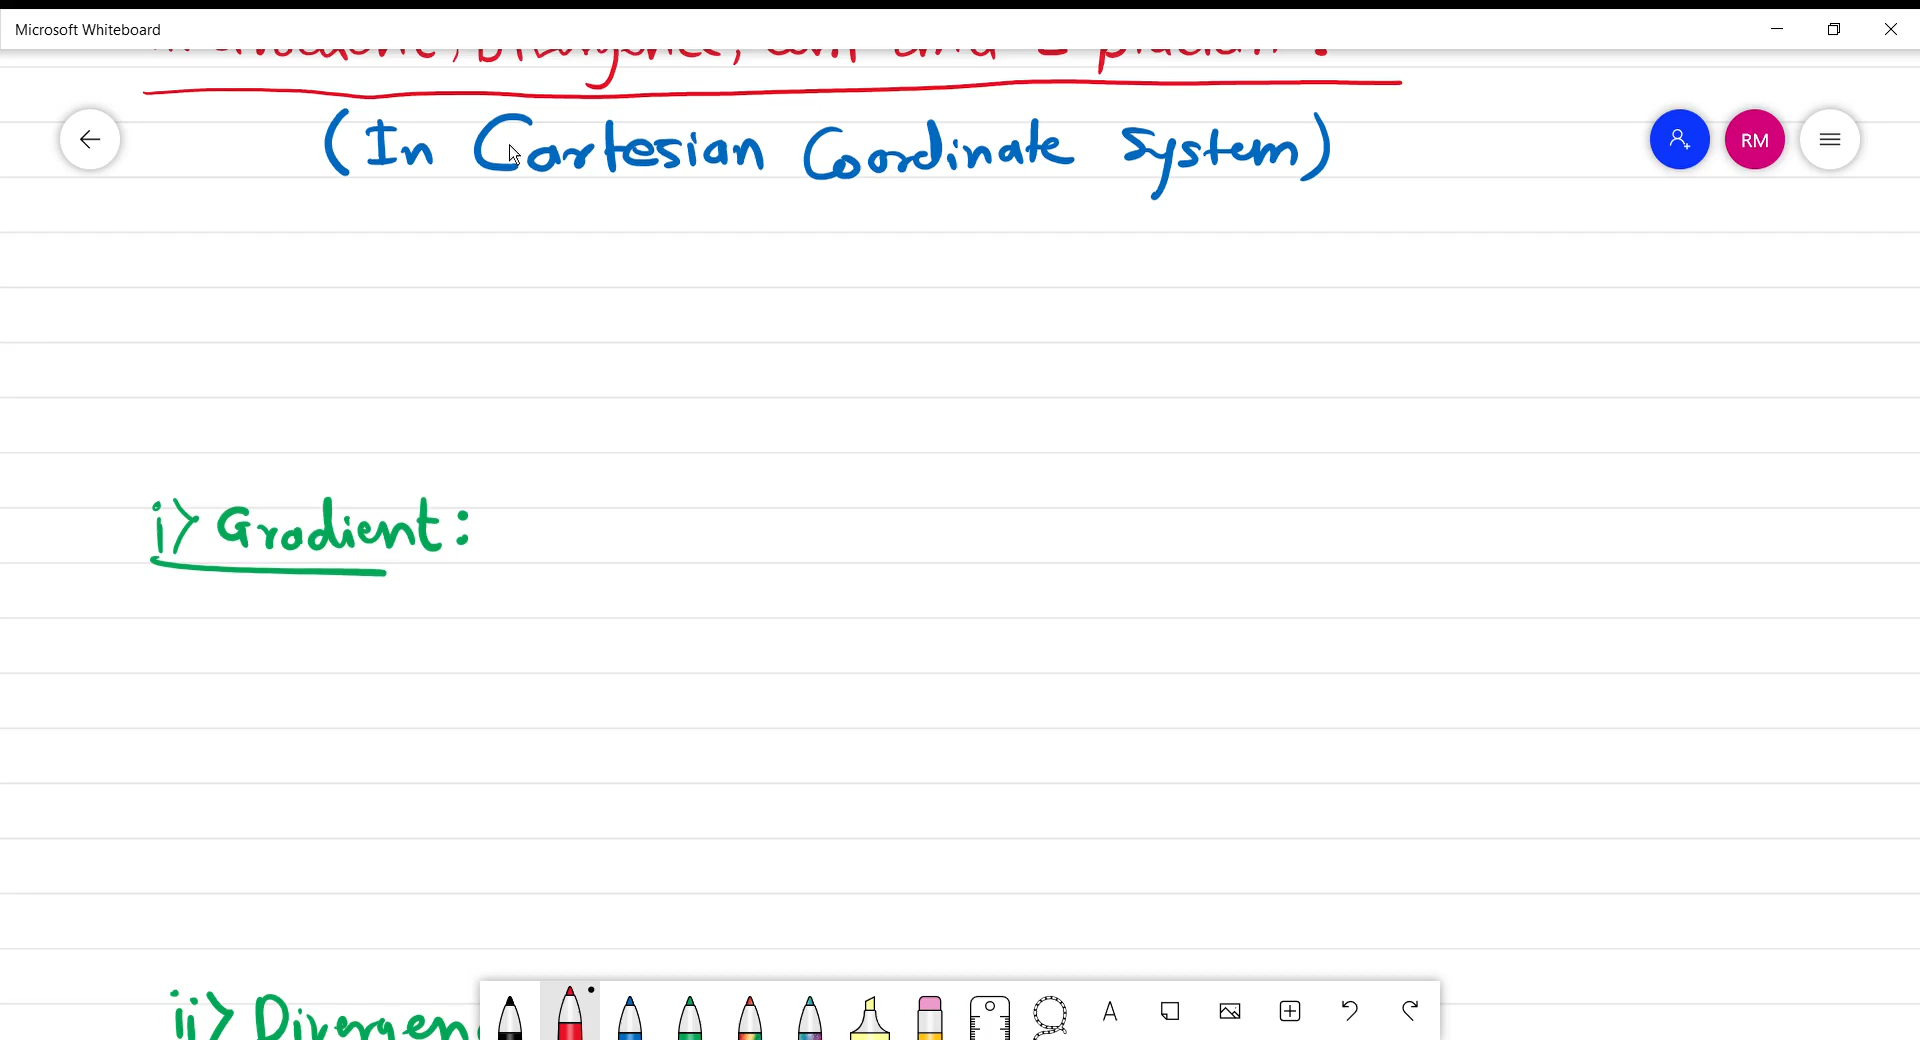 Microsoft Whiteboard
(In Cartesian Coordinate System)
RM
i> Gradient:
ii> Divergen
A